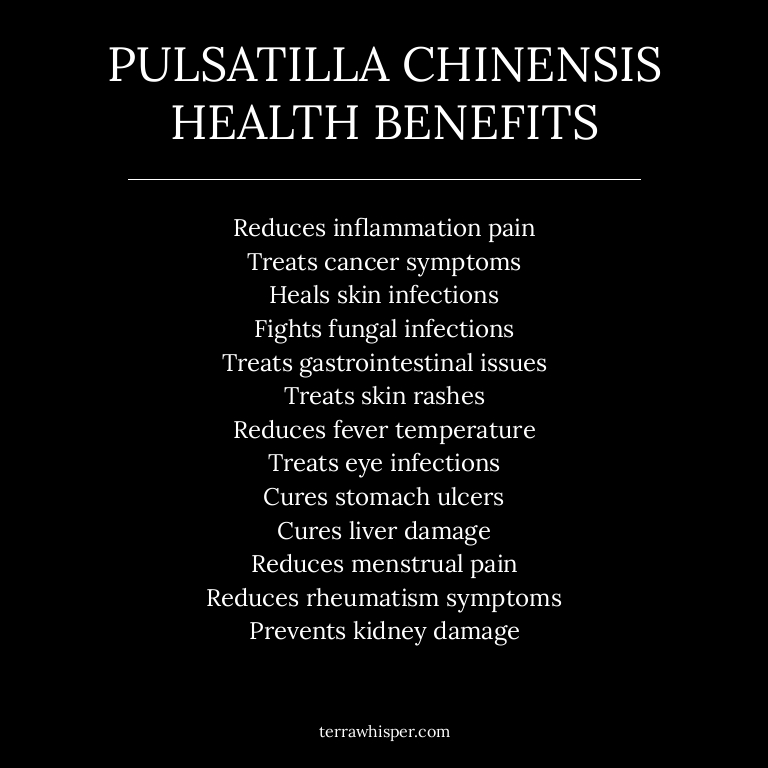 PULSATILLA CHINENSIS
HEALTH BENEFITS
Reduces inflammation pain
Treats cancer symptoms
Heals skin infections
Fights fungal infections
Treats gastrointestinal issues
Treats skin rashes
Reduces fever temperature
Treats eye infections
Cures stomach ulcers
Cures liver damage
Reduces menstrual pain
Reduces rheumatism symptoms
Prevents kidney damage
terrawhisper.com